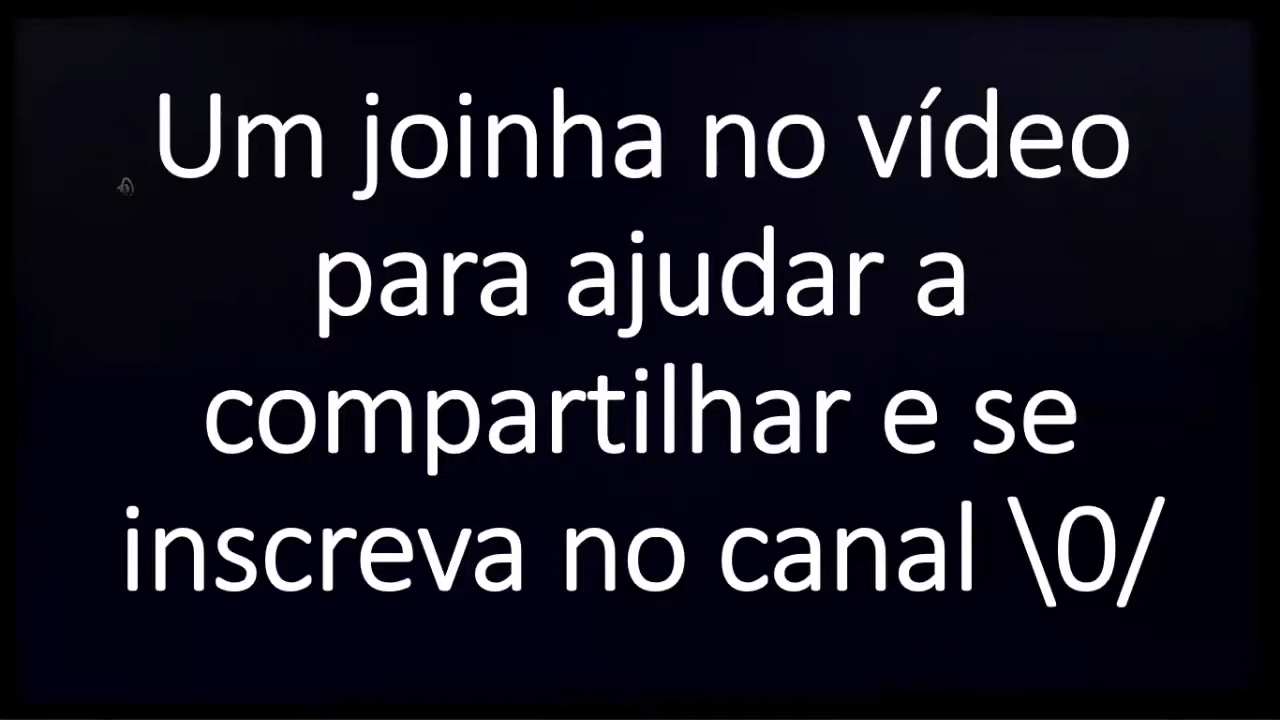 Um joinha no vídeo
para ajudar a
compartilhar e se
inscreva no canal \0/